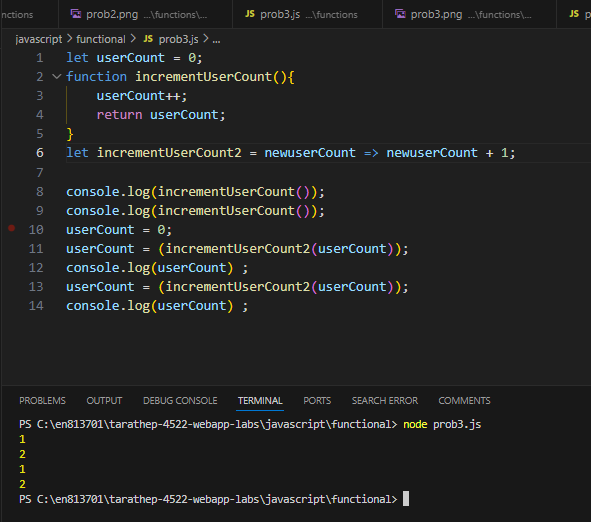 nctions prob2.png ...\functions\... JS prob3.js ...\functions prob3.png ...\functions\... JS p
javascript > functional > JS prob3.js > ...
1 let userCount = 0;
2 function incrementUserCount(){
3 userCount++;
4 return userCount;
5 }
6 let incrementUserCount2 = newuserCount => newuserCount + 1;
7
8 console.log(incrementUserCount());
9 console.log(incrementUserCount());
10 userCount = 0;
11 userCount = (incrementUserCount2(userCount));
12 console.log(userCount) ;
13 userCount = (incrementUserCount2(userCount));
14 console.log(userCount) ;
PROBLEMS OUTPUT DEBUG CONSOLE TERMINAL PORTS SEARCH ERROR COMMENTS
PS C:\en813701\tarathep-4522-webapp-labs\javascript\functional> node prob3.js
1
2
1
2
PS C:\en813701\tarathep-4522-webapp-labs\javascript\functional>